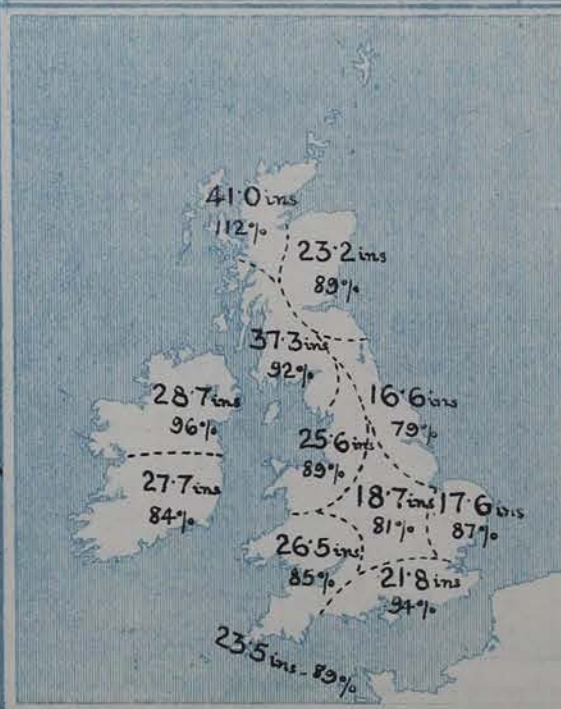 41·0 ins
112%
23·2 ins
89%
37·3 ins
92%
28·7 ins
96%
16·6 ins
79%
25·6 ins
89%
27·7 ins
84%
18·7 ins
81%
17·6 ins
87%
26·5 ins
85%
21·8 ins
94%
23·5 ins - 89%